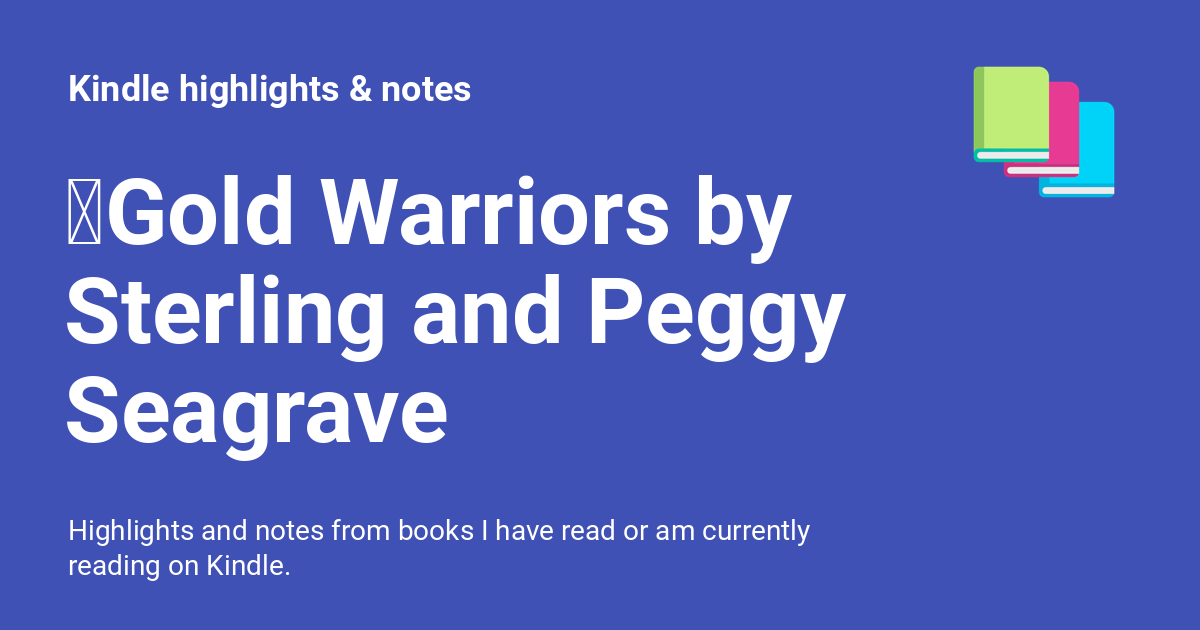 Kindle highlights & notes
Gold Warriors by
Sterling and Peggy
Seagrave
Highlights and notes from books I have read or am currently
reading on Kindle.